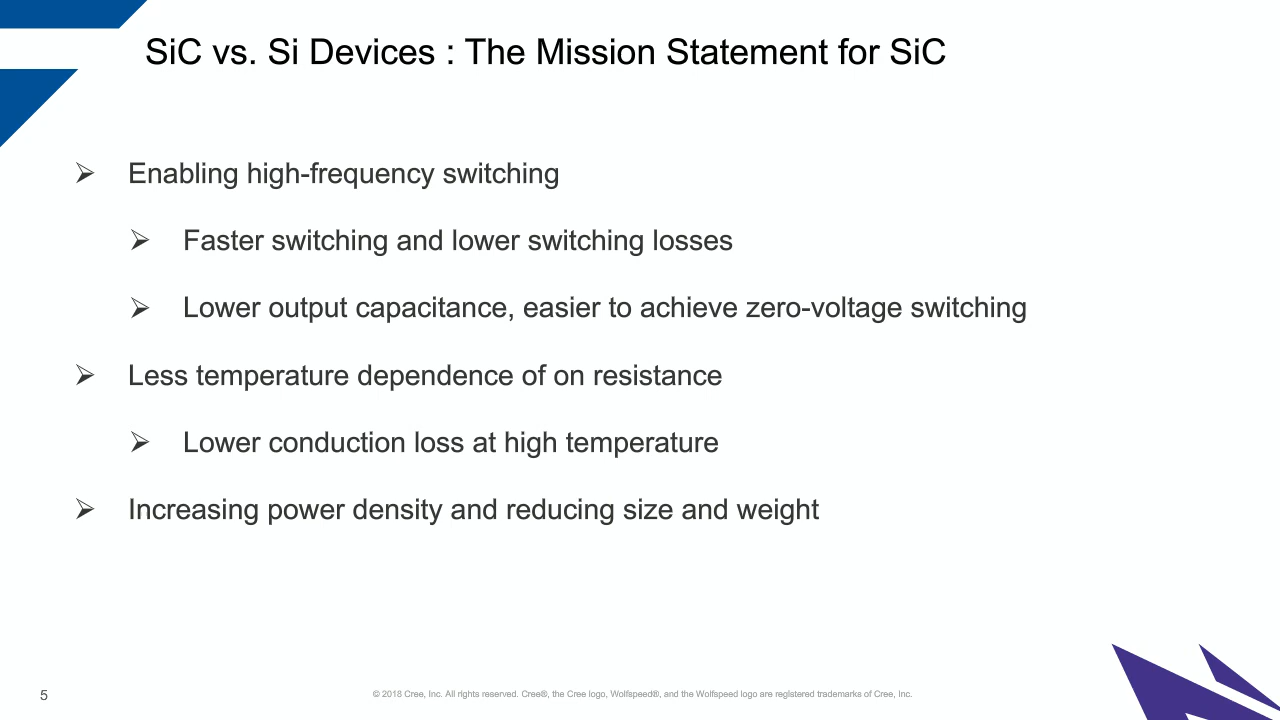 SiC vs. Si Devices : The Mission Statement for SiC
➢ Enabling high-frequency switching
➢ Faster switching and lower switching losses
➢ Lower output capacitance, easier to achieve zero-voltage switching
➢ Less temperature dependence of on resistance
➢ Lower conduction loss at high temperature
➢ Increasing power density and reducing size and weight
5
© 2018 Cree, Inc. All rights reserved. Cree®, the Cree logo, Wolfspeed®, and the Wolfspeed logo are registered trademarks of Cree, Inc.